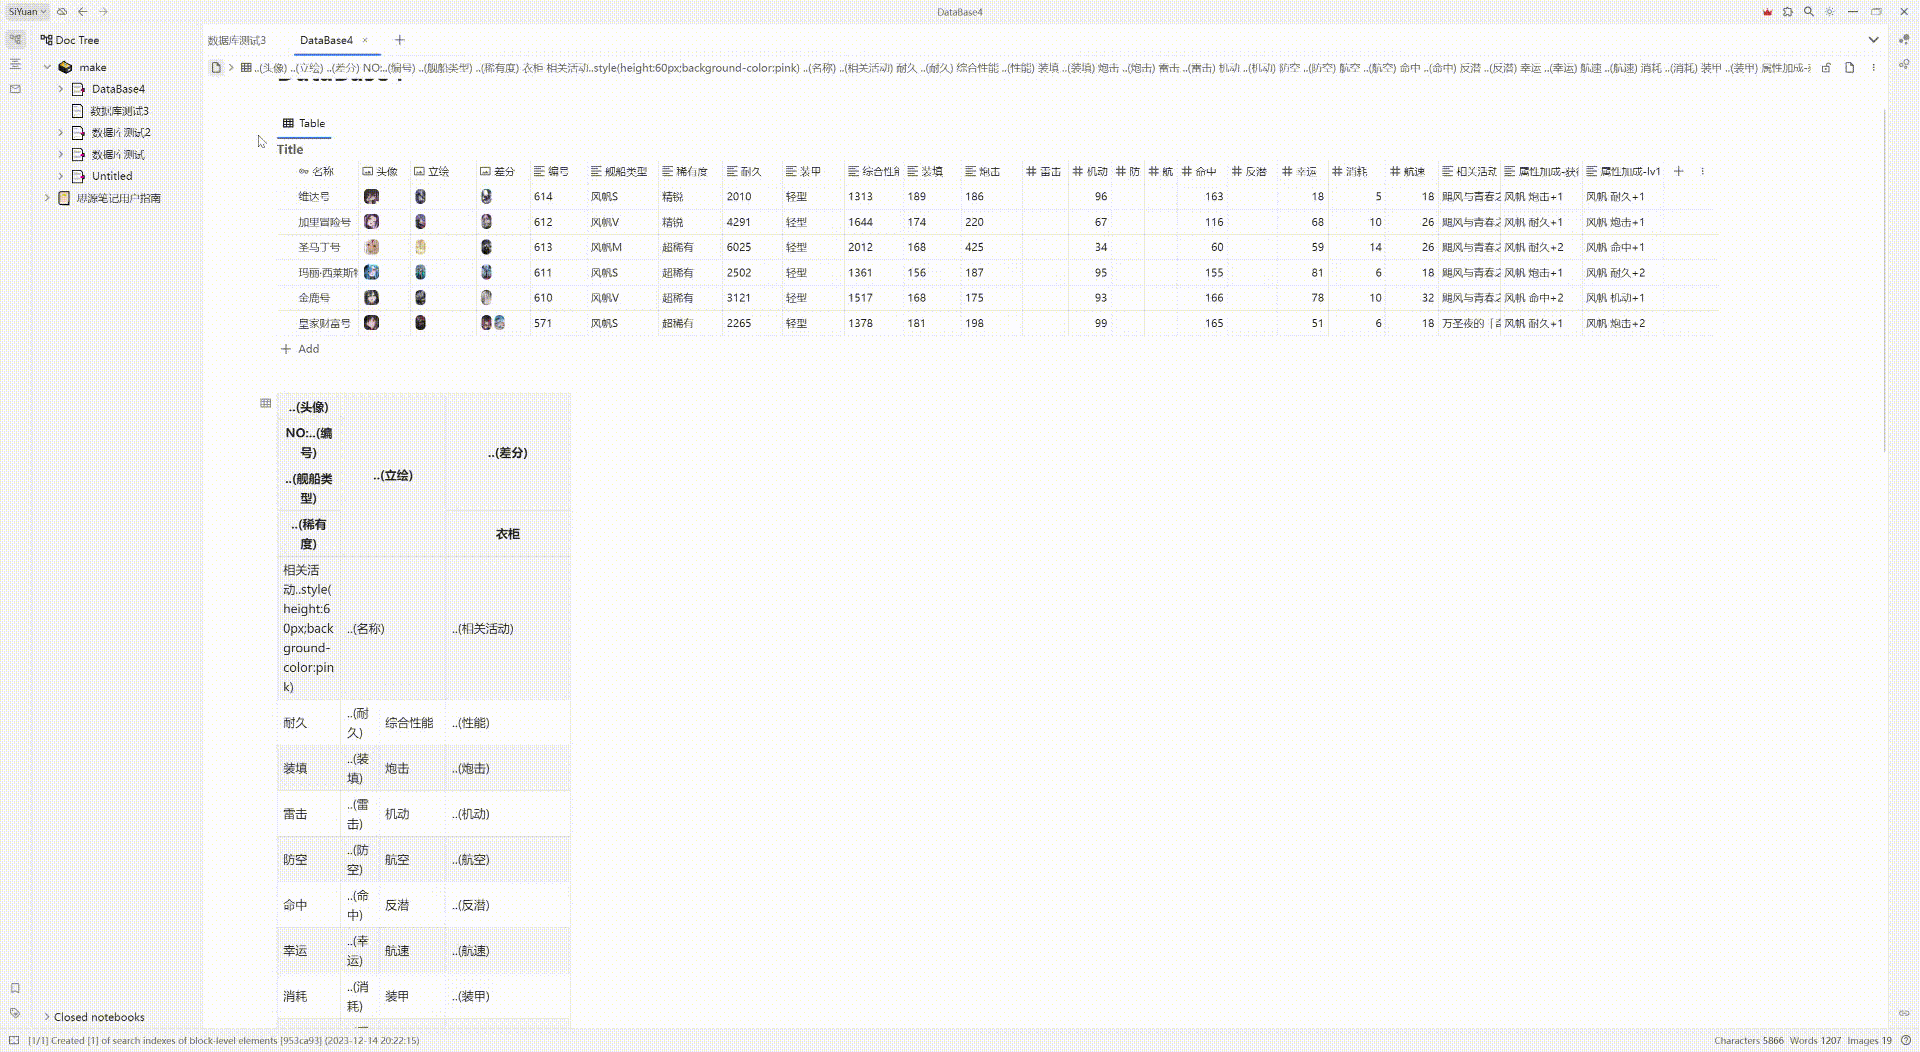 SiYuan
DataBase4
Doc Tree
make
DataBase4
数据库测试3
数据库测试2
数据库测试
Untitled
思源笔记用户指南
Closed notebooks
数据库测试3 DataBase4 × +
..(头像) ..(立绘) ..(差分) NO:..(编号) ..(舰船类型) ..(稀有度) 衣柜 相关活动..style(height:60px;background-color:pink) ..(名称) ..(相关活动) 耐久 ..(耐久) 综合性能 ..(性能) 装填 ..(装填) 炮击 ..(炮击) 雷击 ..(雷击) 机动 ..(机动) 防空 ..(防空) 航空 ..(航空) 命中 ..(命中) 反潜 ..(反潜) 幸运 ..(幸运) 航速 ..(航速) 消耗 ..(消耗) 装甲 ..(装甲) 属性加成-
DataBase4
Table
Title
名称 头像 立绘 差分 编号 舰船类型 稀有度 耐久 装甲 综合性能 装填 炮击 雷击 机动 防 航 命中 反潜 幸运 消耗 航速 相关活动 属性加成-获得 属性加成-lv1
维达号 614 风帆S 精锐 2010 轻型 1313 189 186 96 163 18 5 18 飓风与青春之 风帆 炮击+1 风帆 耐久+1
加里冒险号 612 风帆V 精锐 4291 轻型 1644 174 220 67 116 68 10 26 飓风与青春之 风帆 耐久+1 风帆 炮击+1
圣马丁号 613 风帆M 超稀有 6025 轻型 2012 168 425 34 60 59 14 26 飓风与青春之 风帆 耐久+2 风帆 命中+1
玛丽·西莱斯特 611 风帆S 超稀有 2502 轻型 1361 156 187 95 155 81 6 18 飓风与青春之 风帆 炮击+1 风帆 耐久+2
金鹿号 610 风帆V 超稀有 3121 轻型 1517 168 175 93 166 78 10 32 飓风与青春之 风帆 命中+2 风帆 机动+1
皇家财富号 571 风帆S 超稀有 2265 轻型 1378 181 198 99 165 51 6 18 万圣夜的「 风帆 耐久+1 风帆 炮击+2
+ Add
..(头像)
NO:..(编
号)
..(舰船类
型)
..(稀有
度)
..(立绘)
..(差分)
衣柜
相关活
动..style(
height:6
0px;back
ground-
color:pin
k)
..(名称)
..(相关活动)
耐久 ..(耐
久) 综合性能 ..(性能)
装填 ..(装
填) 炮击 ..(炮击)
雷击 ..(雷
击) 机动 ..(机动)
防空 ..(防
空) 航空 ..(航空)
命中 ..(命
中) 反潜 ..(反潜)
幸运 ..(幸
运) 航速 ..(航速)
消耗 ..(消
耗) 装甲 ..(装甲)
[1/1] Created [1] of search indexes of block-level elements [953ca93] (2023-12-14 20:22:15)
Characters 5866 Words 1207 Images 19